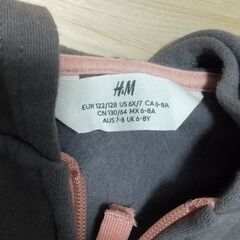 H&M
EUR 122/128 US 6X/7 CA 6-8A
CN 130/64 MX 6-8A
AUS 7-8 UK 6-8Y